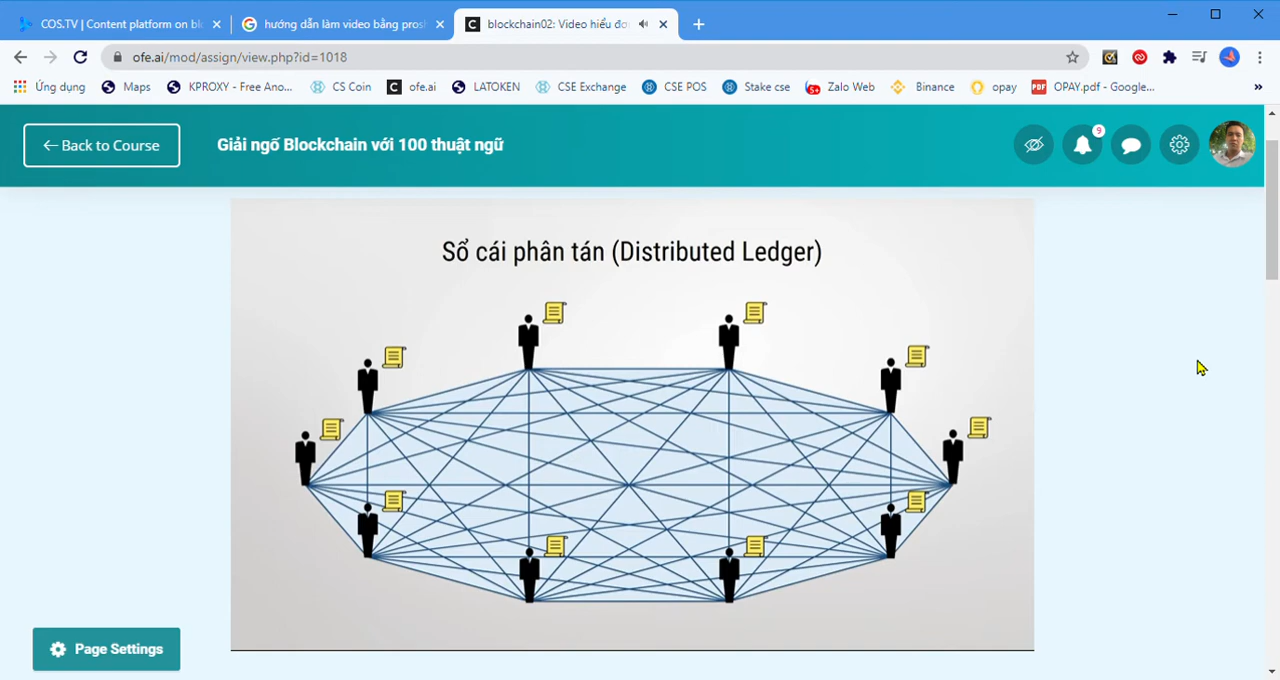 COS.TV | Content platform on blo
hướng dẫn làm video bằng prosh
blockchain02: Video hiểu đơn
ofe.ai/mod/assign/view.php?id=1018
Ứng dụng
Maps
KPROXY - Free Ano...
CS Coin
ofe.ai
LATOKEN
CSE Exchange
CSE POS
Stake cse
Zalo Web
Binance
opay
OPAY.pdf - Google...
Back to Course
Giải ngố Blockchain với 100 thuật ngữ
9
Sổ cái phân tán (Distributed Ledger)
Page Settings